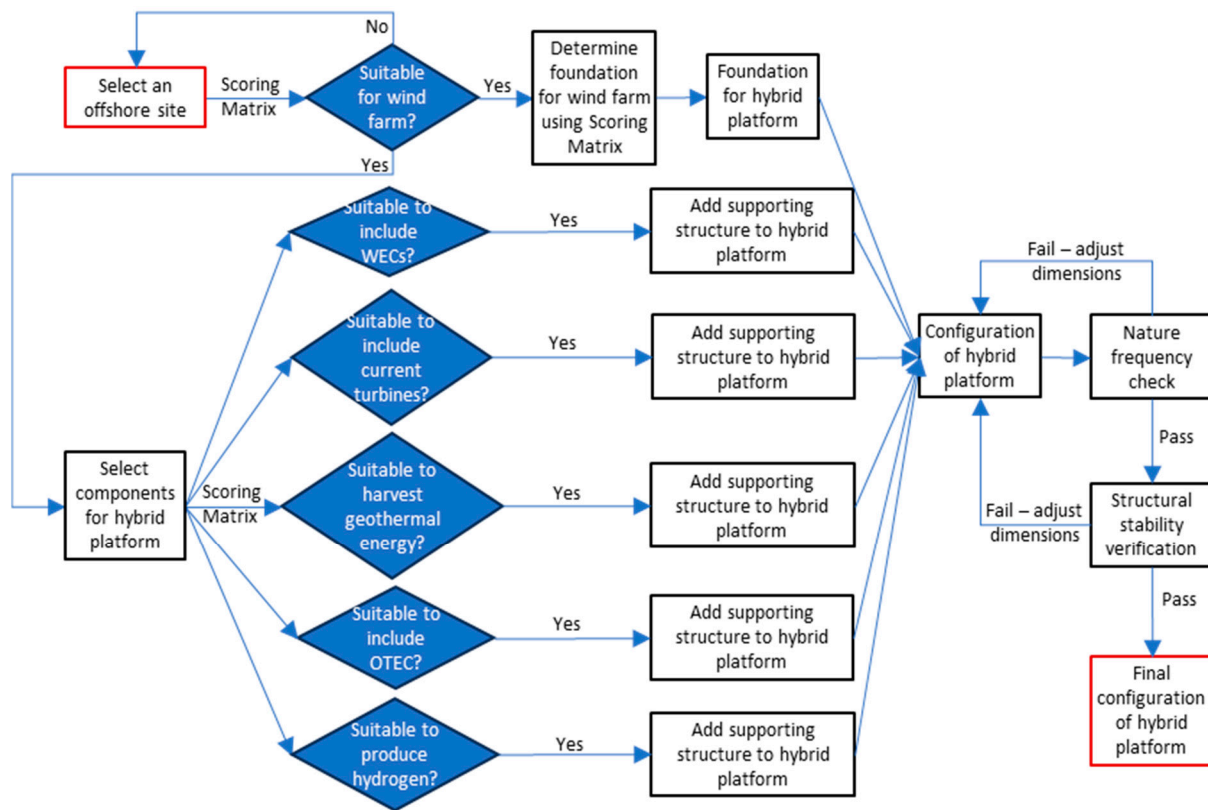 No
Select an
offshore site
Scoring
Matrix
Suitable
for wind
farm?
Yes
Determine
foundation
for wind farm
using Scoring
Matrix
Foundation
for hybrid
platform
Yes
Suitable to
include
WECs?
Yes
Add supporting
structure to hybrid
platform
Suitable to
include
current
turbines?
Yes
Add supporting
structure to hybrid
platform
Select
components
for hybrid
platform
Scoring
Matrix
Suitable to
harvest
geothermal
energy?
Yes
Add supporting
structure to hybrid
platform
Suitable to
include
OTEC?
Yes
Add supporting
structure to hybrid
platform
Suitable to
produce
hydrogen?
Yes
Add supporting
structure to hybrid
platform
Configuration
of hybrid
platform
Fail – adjust
dimensions
Nature
frequency
check
Pass
Fail – adjust
dimensions
Structural
stability
verification
Pass
Final
configuration
of hybrid
platform